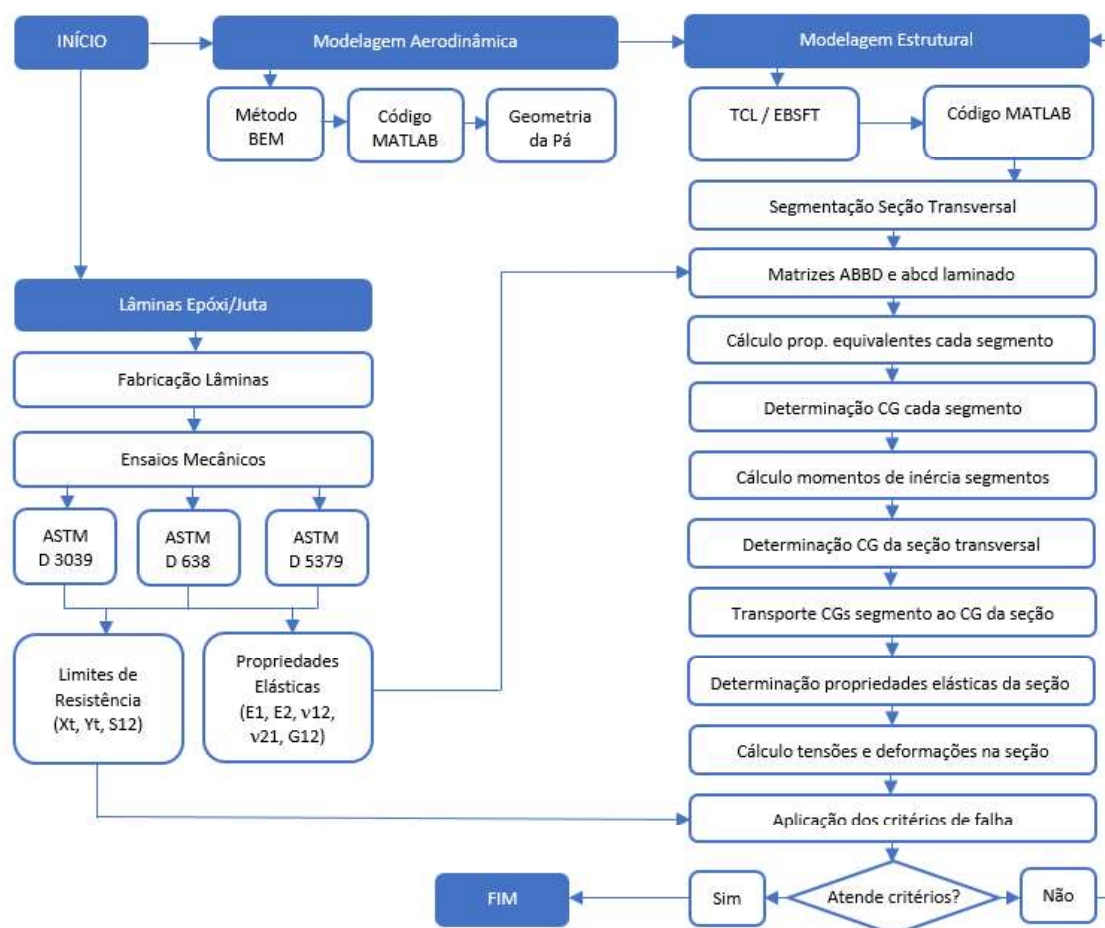 INÍCIO
Modelagem Aerodinâmica
Modelagem Estrutural
Método
BEM
Código
MATLAB
Geometria
da Pá
TCL / EBSFT
Código MATLAB
Segmentação Seção Transversal
Matrizes ABBD e abcd laminado
Cálculo prop. equivalentes cada segmento
Determinação CG cada segmento
Cálculo momentos de inércia segmentos
Determinação CG da seção transversal
Transporte CGs segmento ao CG da seção
Determinação propriedades elásticas da seção
Cálculo tensões e deformações na seção
Aplicação dos critérios de falha
Atende critérios?
Sim
Não
FIM
Lâminas Epóxi/Juta
Fabricação Lâminas
Ensaios Mecânicos
ASTM
D 3039
ASTM
D 638
ASTM
D 5379
Limites de
Resistência
(Xt, Yt, S12)
Propriedades
Elásticas
(E1, E2, ν12,
ν21, G12)